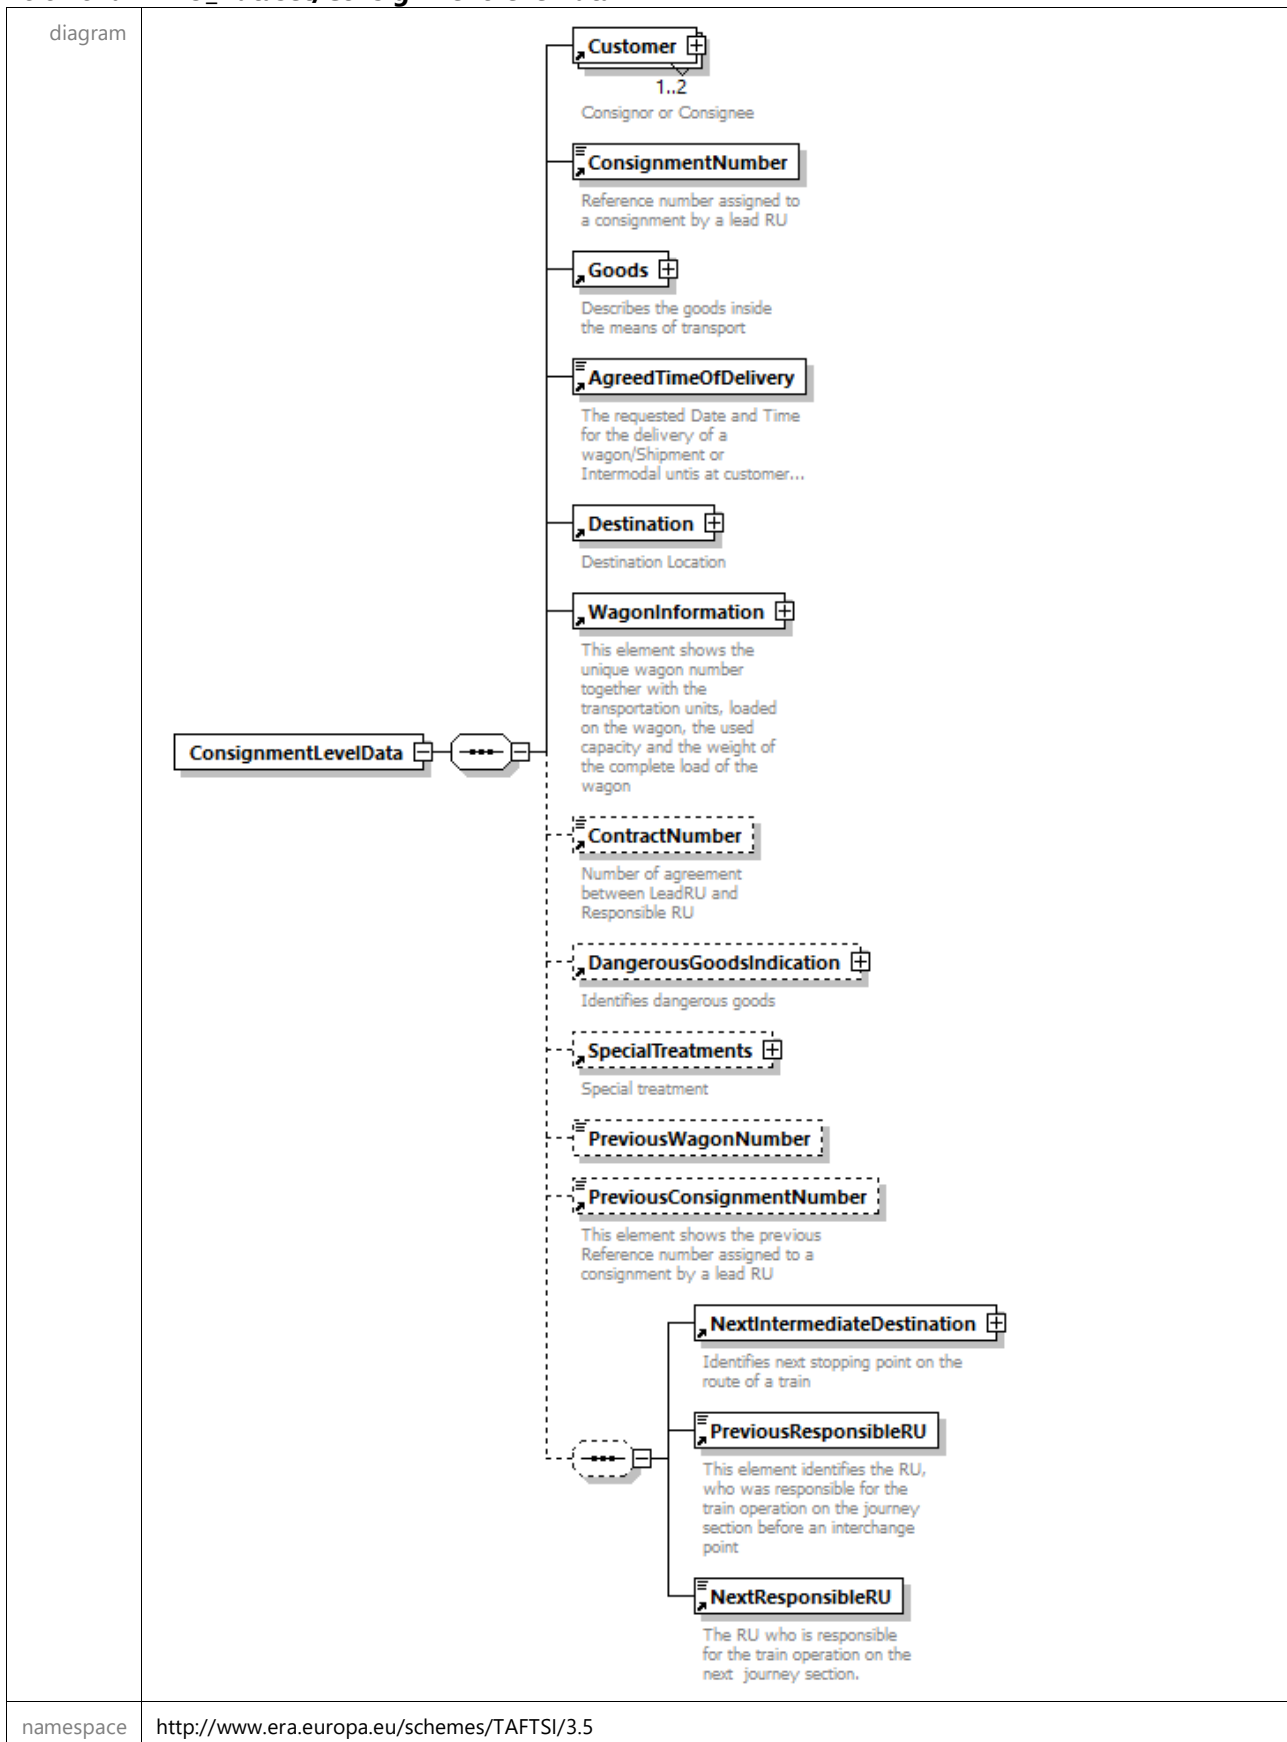 diagram
Customer
1..2
Consignor or Consignee
ConsignmentNumber
Reference number assigned to
a consignment by a lead RU
Goods
Describes the goods inside
the means of transport
AgreedTimeOfDelivery
The requested Date and Time
for the delivery of a
wagon/Shipment or
Intermodal untis at customer...
Destination
Destination Location
WagonInformation
This element shows the
unique wagon number
together with the
transportation units, loaded
on the wagon, the used
capacity and the weight of
the complete load of the
wagon
ConsignmentLevelData
ContractNumber
Number of agreement
between LeadRU and
Responsible RU
DangerousGoodsIndication
Identifies dangerous goods
SpecialTreatments
Special treatment
PreviousWagonNumber
PreviousConsignmentNumber
This element shows the previous
Reference number assigned to a
consignment by a lead RU
NextIntermediateDestination
Identifies next stopping point on the
route of a train
PreviousResponsibleRU
This element identifies the RU,
who was responsible for the
train operation on the journey
section before an interchange
point
NextResponsibleRU
The RU who is responsible
for the train operation on the
next journey section.
namespace
http://www.era.europa.eu/schemes/TAFTSI/3.5